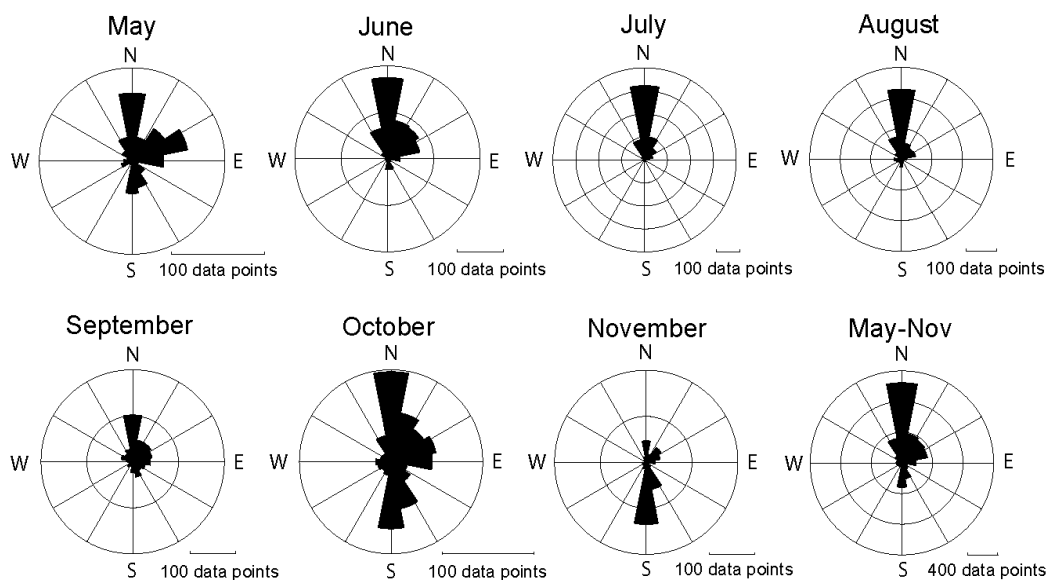 May
June
July
August
N
N
N
N
W
E
W
E
W
E
W
E
S
S
S
S
100 data points
100 data points
100 data points
100 data points
September
October
November
May-Nov
N
N
N
N
W
E
W
E
W
E
W
E
S
S
S
S
100 data points
100 data points
100 data points
400 data points